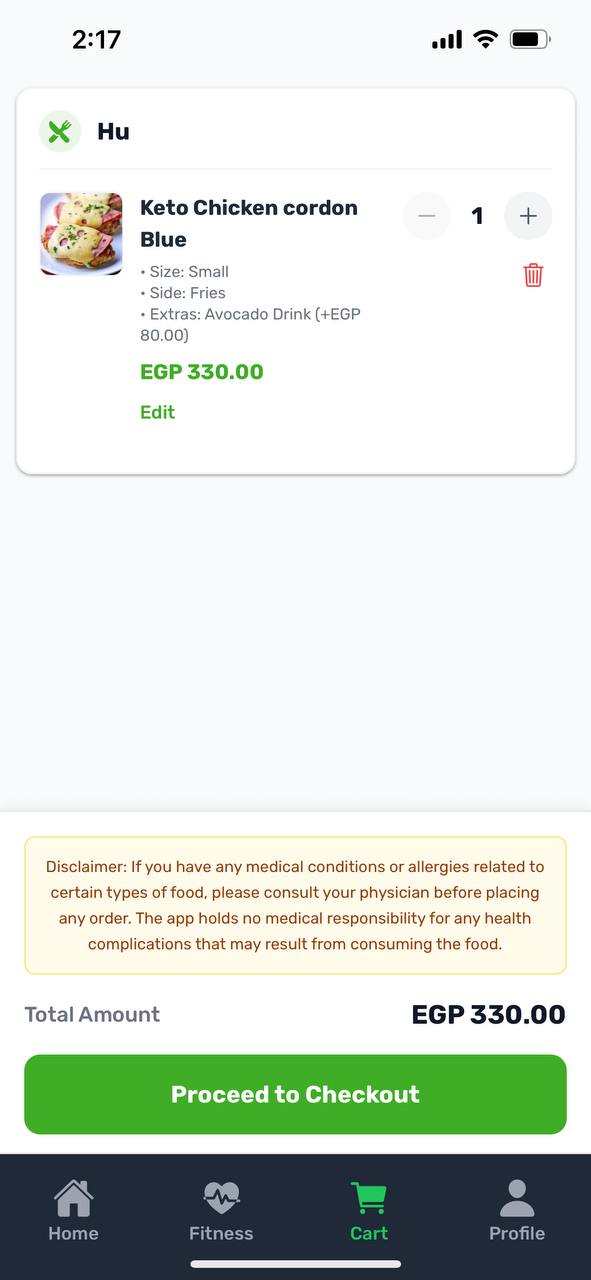 2:17
Hu
Keto Chicken cordon
Blue
1
• Size: Small
• Side: Fries
• Extras: Avocado Drink (+EGP
80.00)
EGP 330.00
Edit
Disclaimer: If you have any medical conditions or allergies related to
certain types of food, please consult your physician before placing
any order. The app holds no medical responsibility for any health
complications that may result from consuming the food.
Total Amount EGP 330.00
Proceed to Checkout
Home Fitness Cart Profile